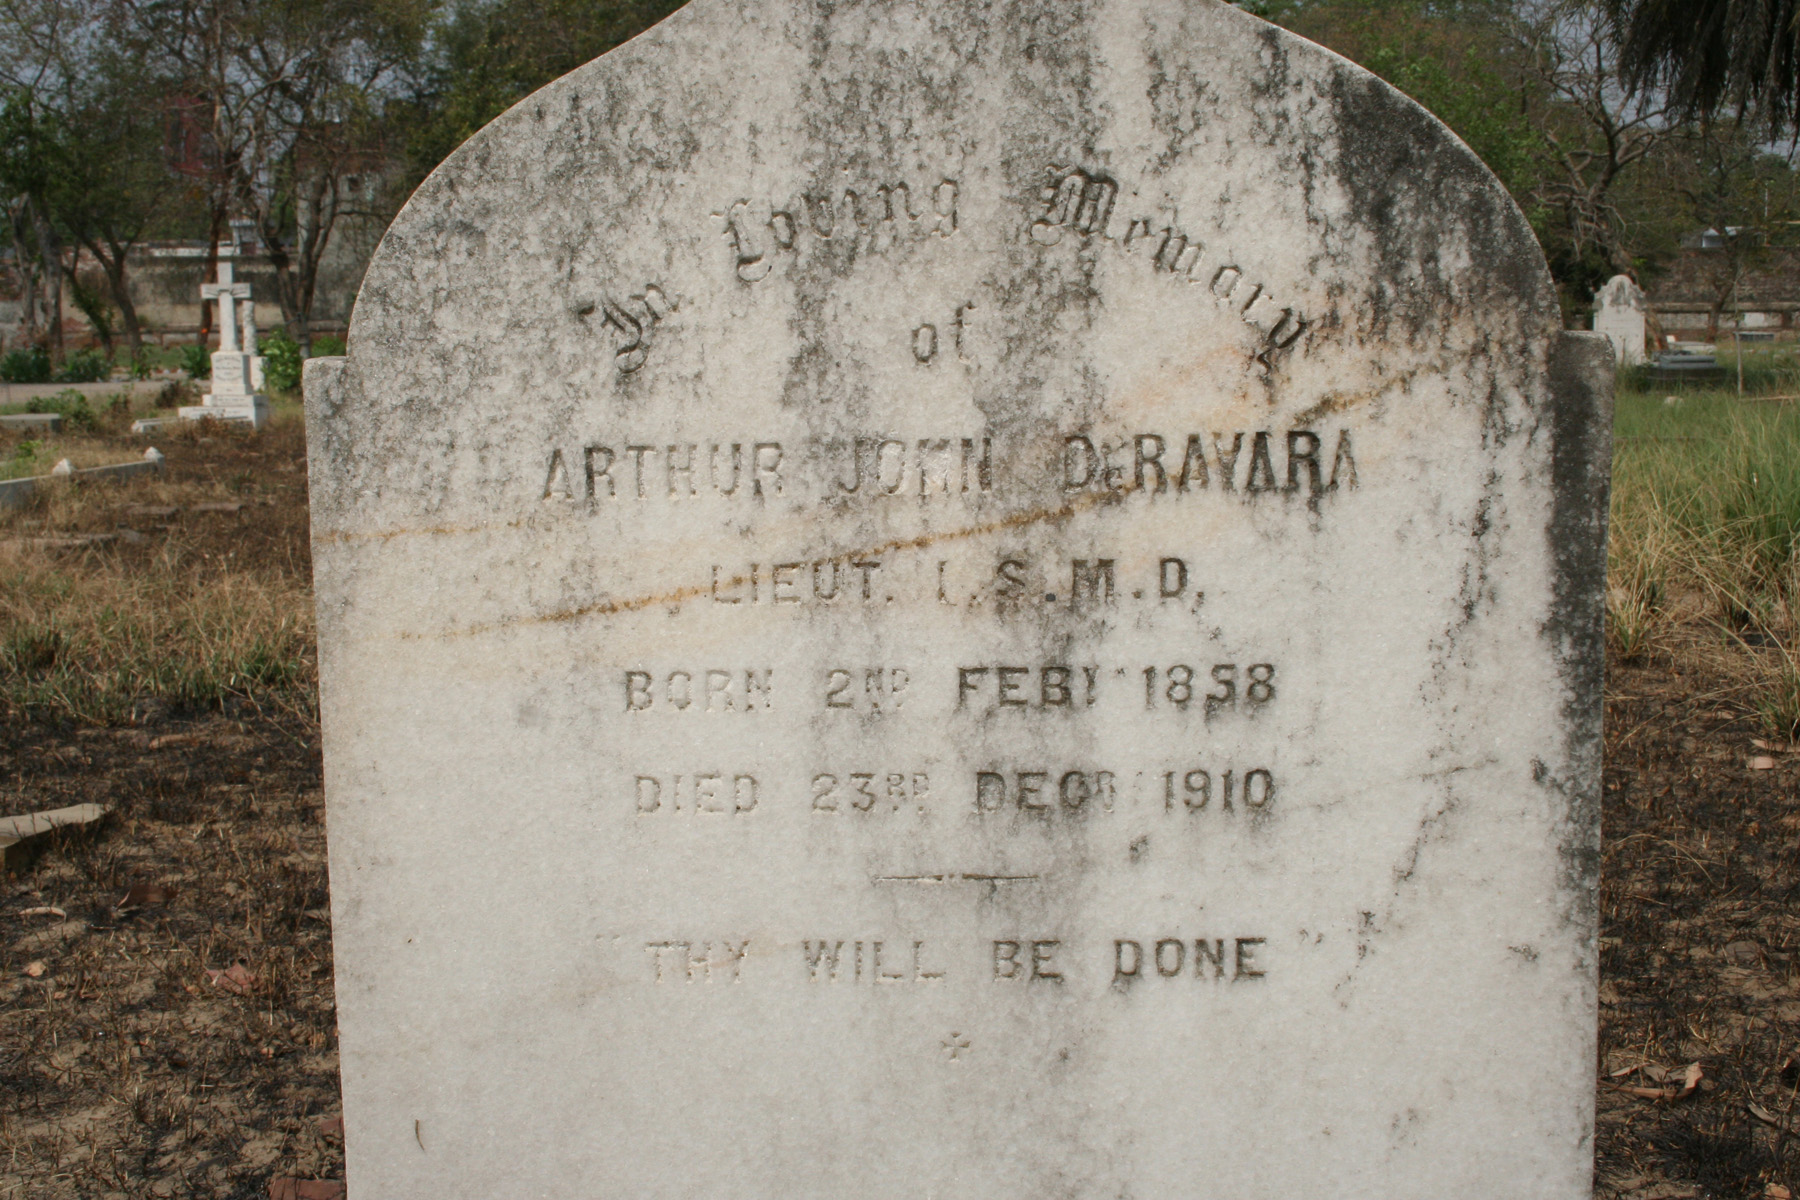 In Loving Memory
of
ARTHUR JOHN DeRAVARA
LIEUT. I.S.M.D.
BORN 2ND FEBY 1858
DIED 23RD DECR 1910
"THY WILL BE DONE"